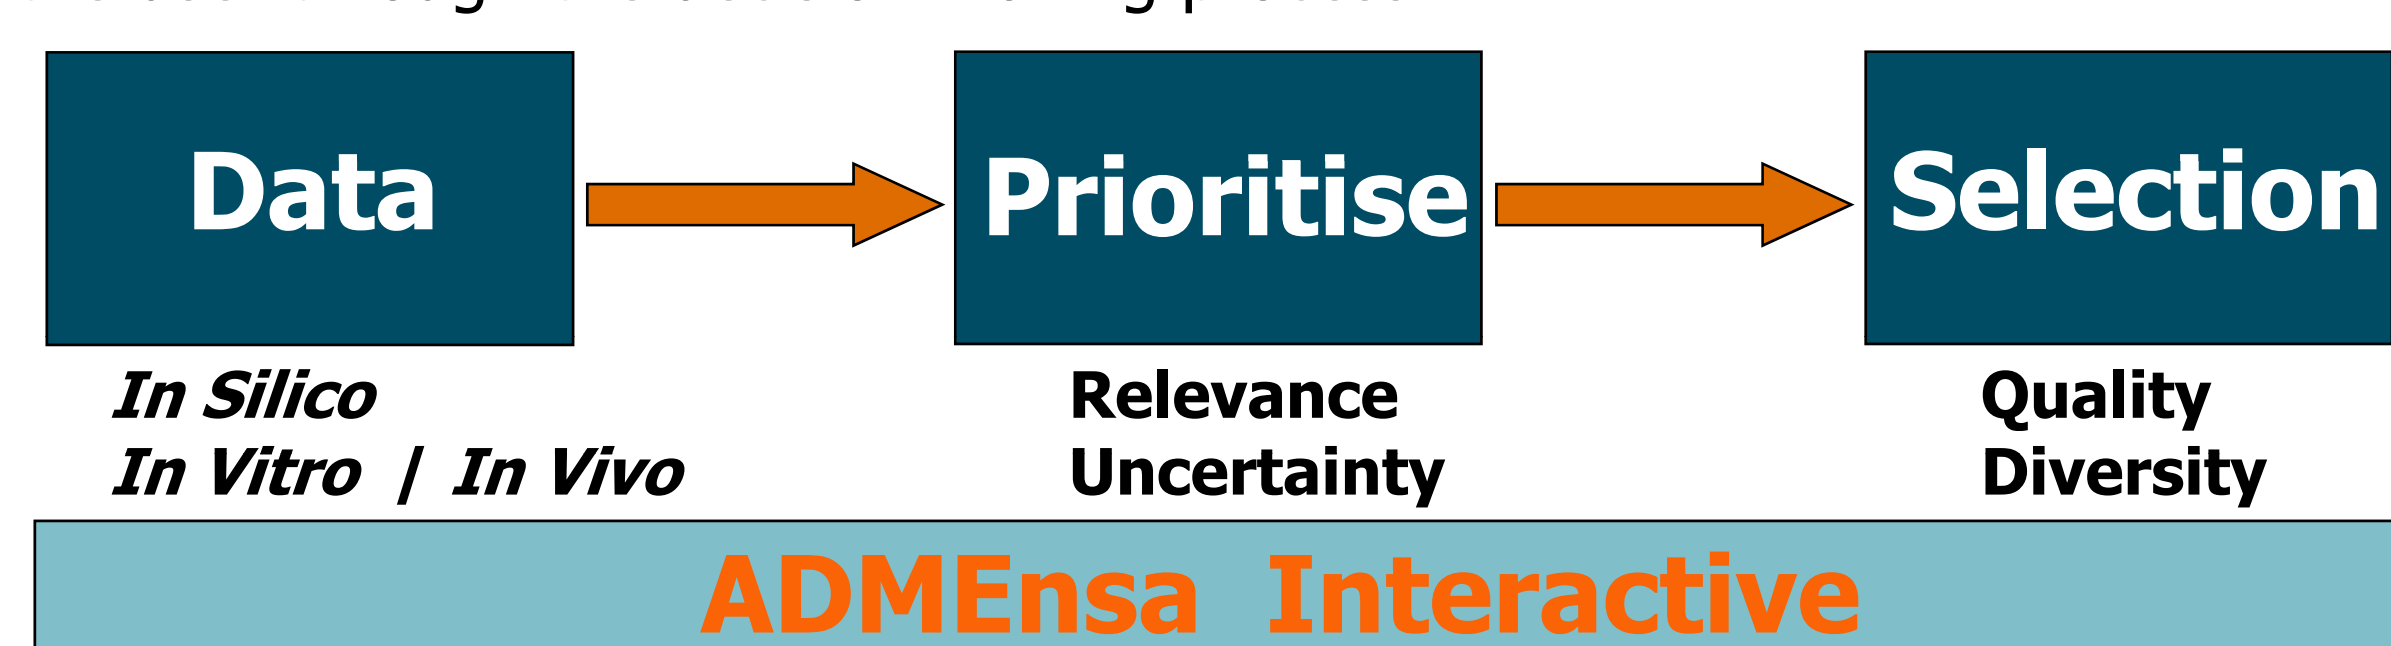 Data
Prioritise
Selection
In Silico
In Vitro / In Vivo
Relevance
Uncertainty
Quality
Diversity
ADMEnsa Interactive